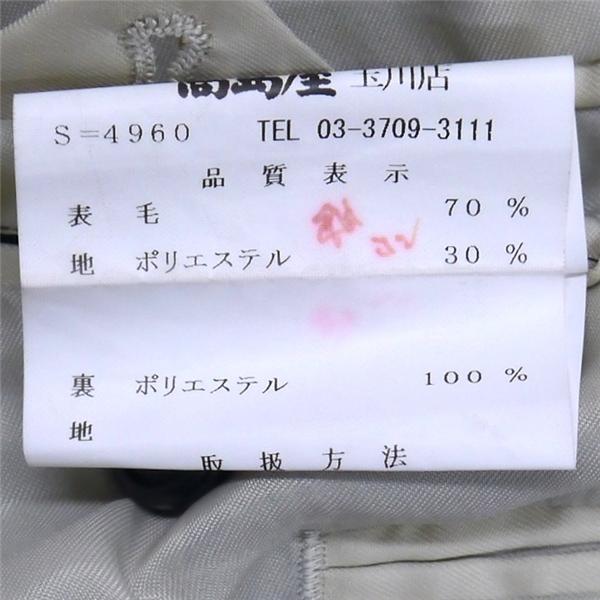 高島屋 玉川店
S=4960 TEL 03-3709-3111
品質表示
表 毛 70 %
地 ポリエステル 30 %
裏 ポリエステル 100 %
地
取扱方法